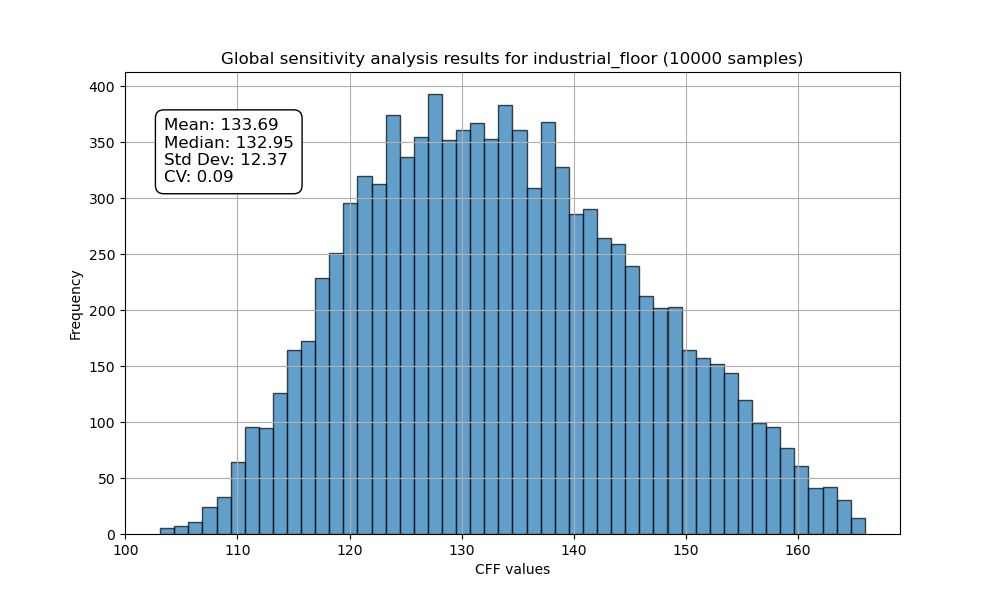 Global sensitivity analysis results for industrial_floor (10000 samples)
Mean: 133.69
Median: 132.95
Std Dev: 12.37
CV: 0.09
Frequency
400
350
300
250
200
150
100
50
0
100 110 120 130 140 150 160
CFF values